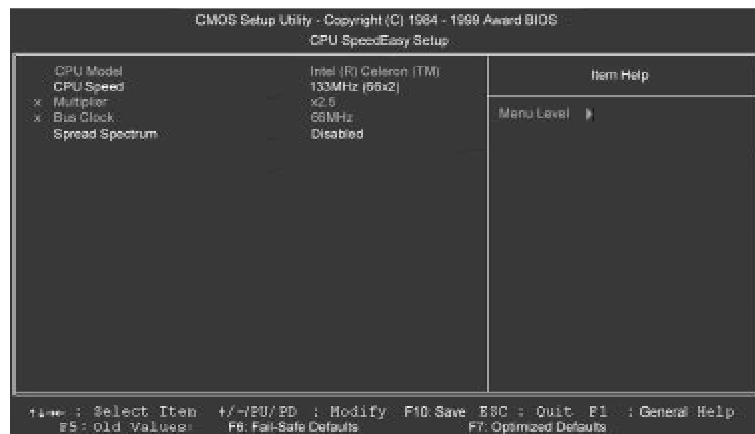 CMOS Setup Utility - Copyright (C) 1984 - 1999 Award BIOS
CPU SpeedEasy Setup
CPU Model Intel (R) Celeron (TM)
CPU Speed 133MHz (66x2)
x Multiplier x2.5
x Bus Clock 66MHz
Spread Spectrum Disabled
Item Help
Menu Level ▶
↑↓←→ : Select Item +/-/PU/PD : Modify F10: Save ESC : Quit F1 : General Help
F5: Old Values F6: Fail-Safe Defaults F7: Optimized Defaults